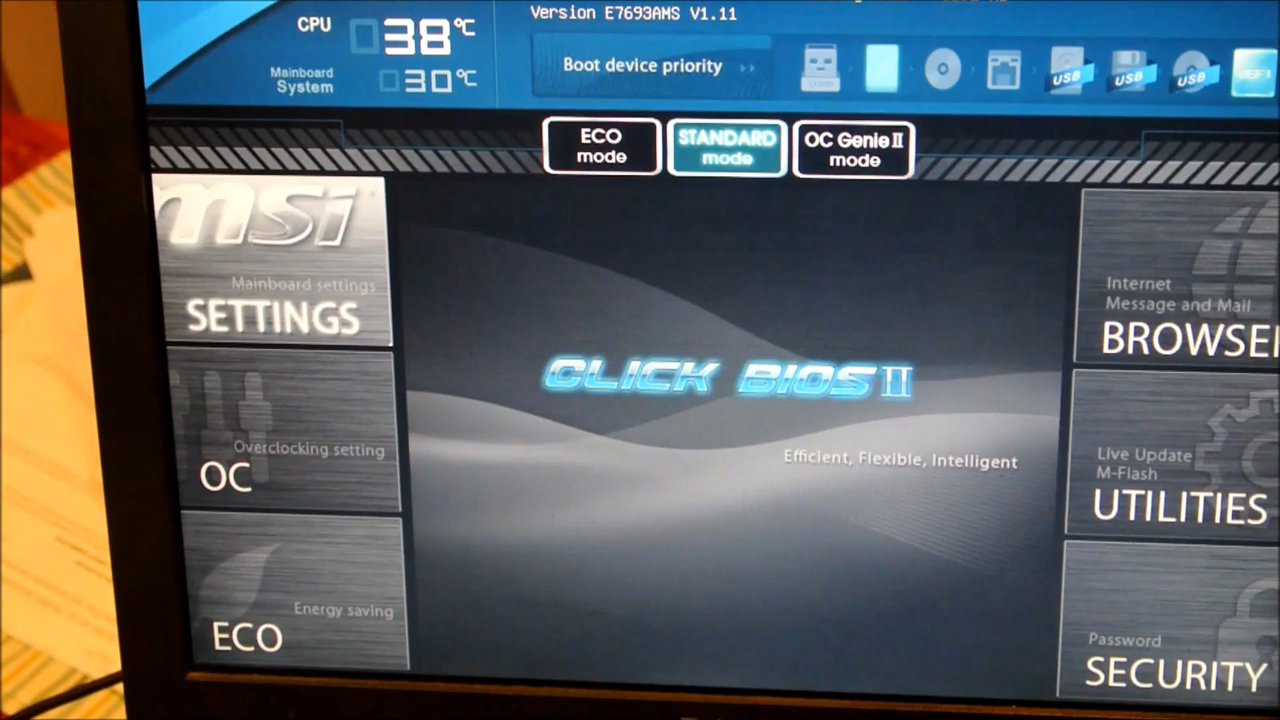 Version E7693AMS V1.11
CPU 38°C
Mainboard
System 30°C
Boot device priority
USB
USB
USB
UEFI
ECO
mode
STANDARD
mode
OC Genie II
mode
msi
Mainboard settings
SETTINGS
Overclocking setting
OC
Energy saving
ECO
CLICK BIOS II
Efficient, Flexible, Intelligent
Internet
Message and Mail
BROWSE
Live Update
M-Flash
UTILITIES
Password
SECURITY